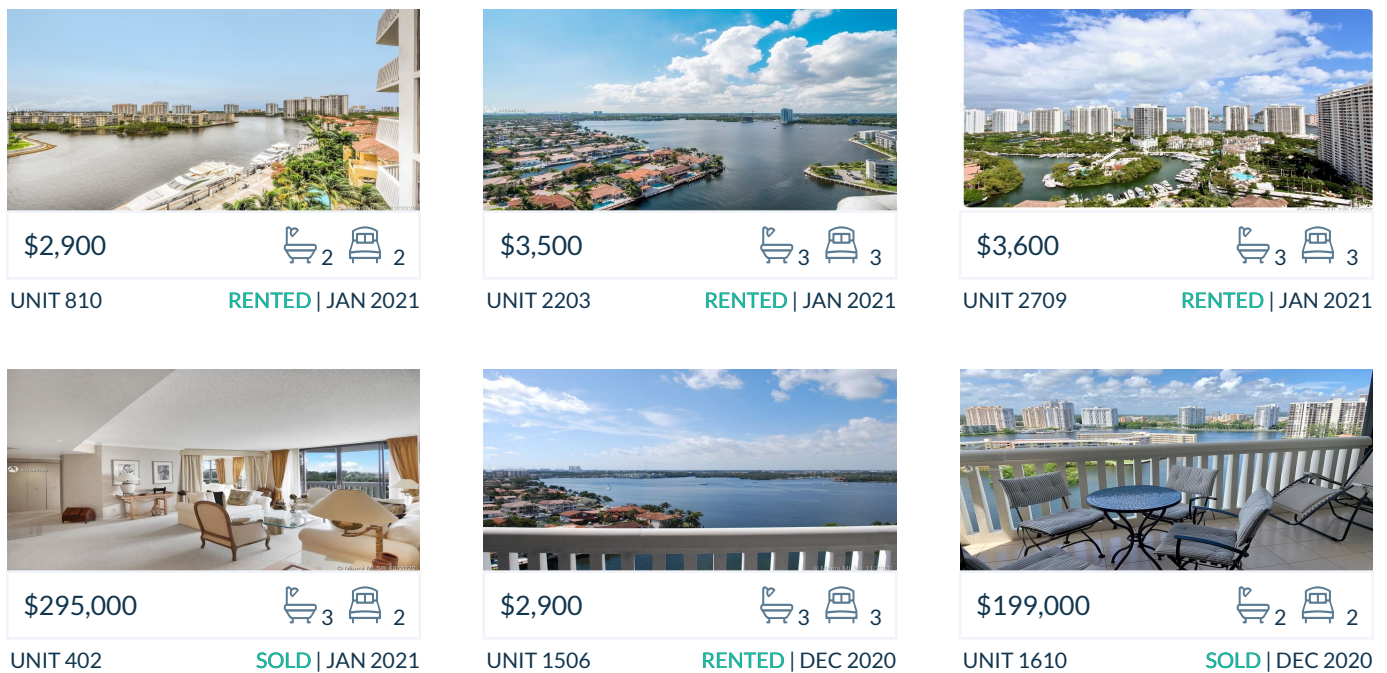 $2,900 2 2
UNIT 810 RENTED | JAN 2021
$3,500 3 3
UNIT 2203 RENTED | JAN 2021
$3,600 3 3
UNIT 2709 RENTED | JAN 2021
$295,000 3 2
UNIT 402 SOLD | JAN 2021
$2,900 3 3
UNIT 1506 RENTED | DEC 2020
$199,000 2 2
UNIT 1610 SOLD | DEC 2020